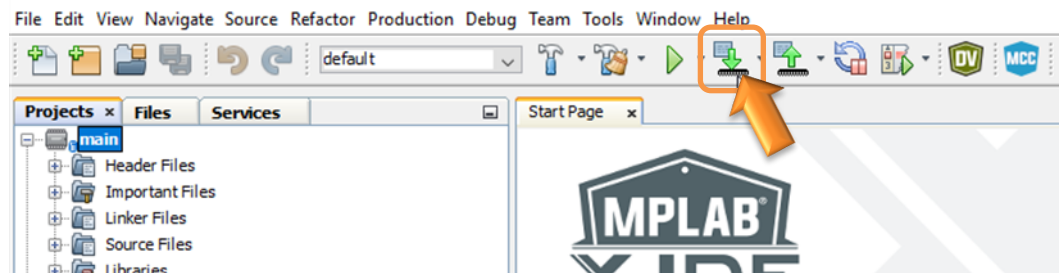 File Edit View Navigate Source Refactor Production Debug Team Tools Window Help
default
DV
MCC
Projects × Files Services
Start Page ×
main
Header Files
Important Files
Linker Files
Source Files
Libraries
MPLAB®
X IDE